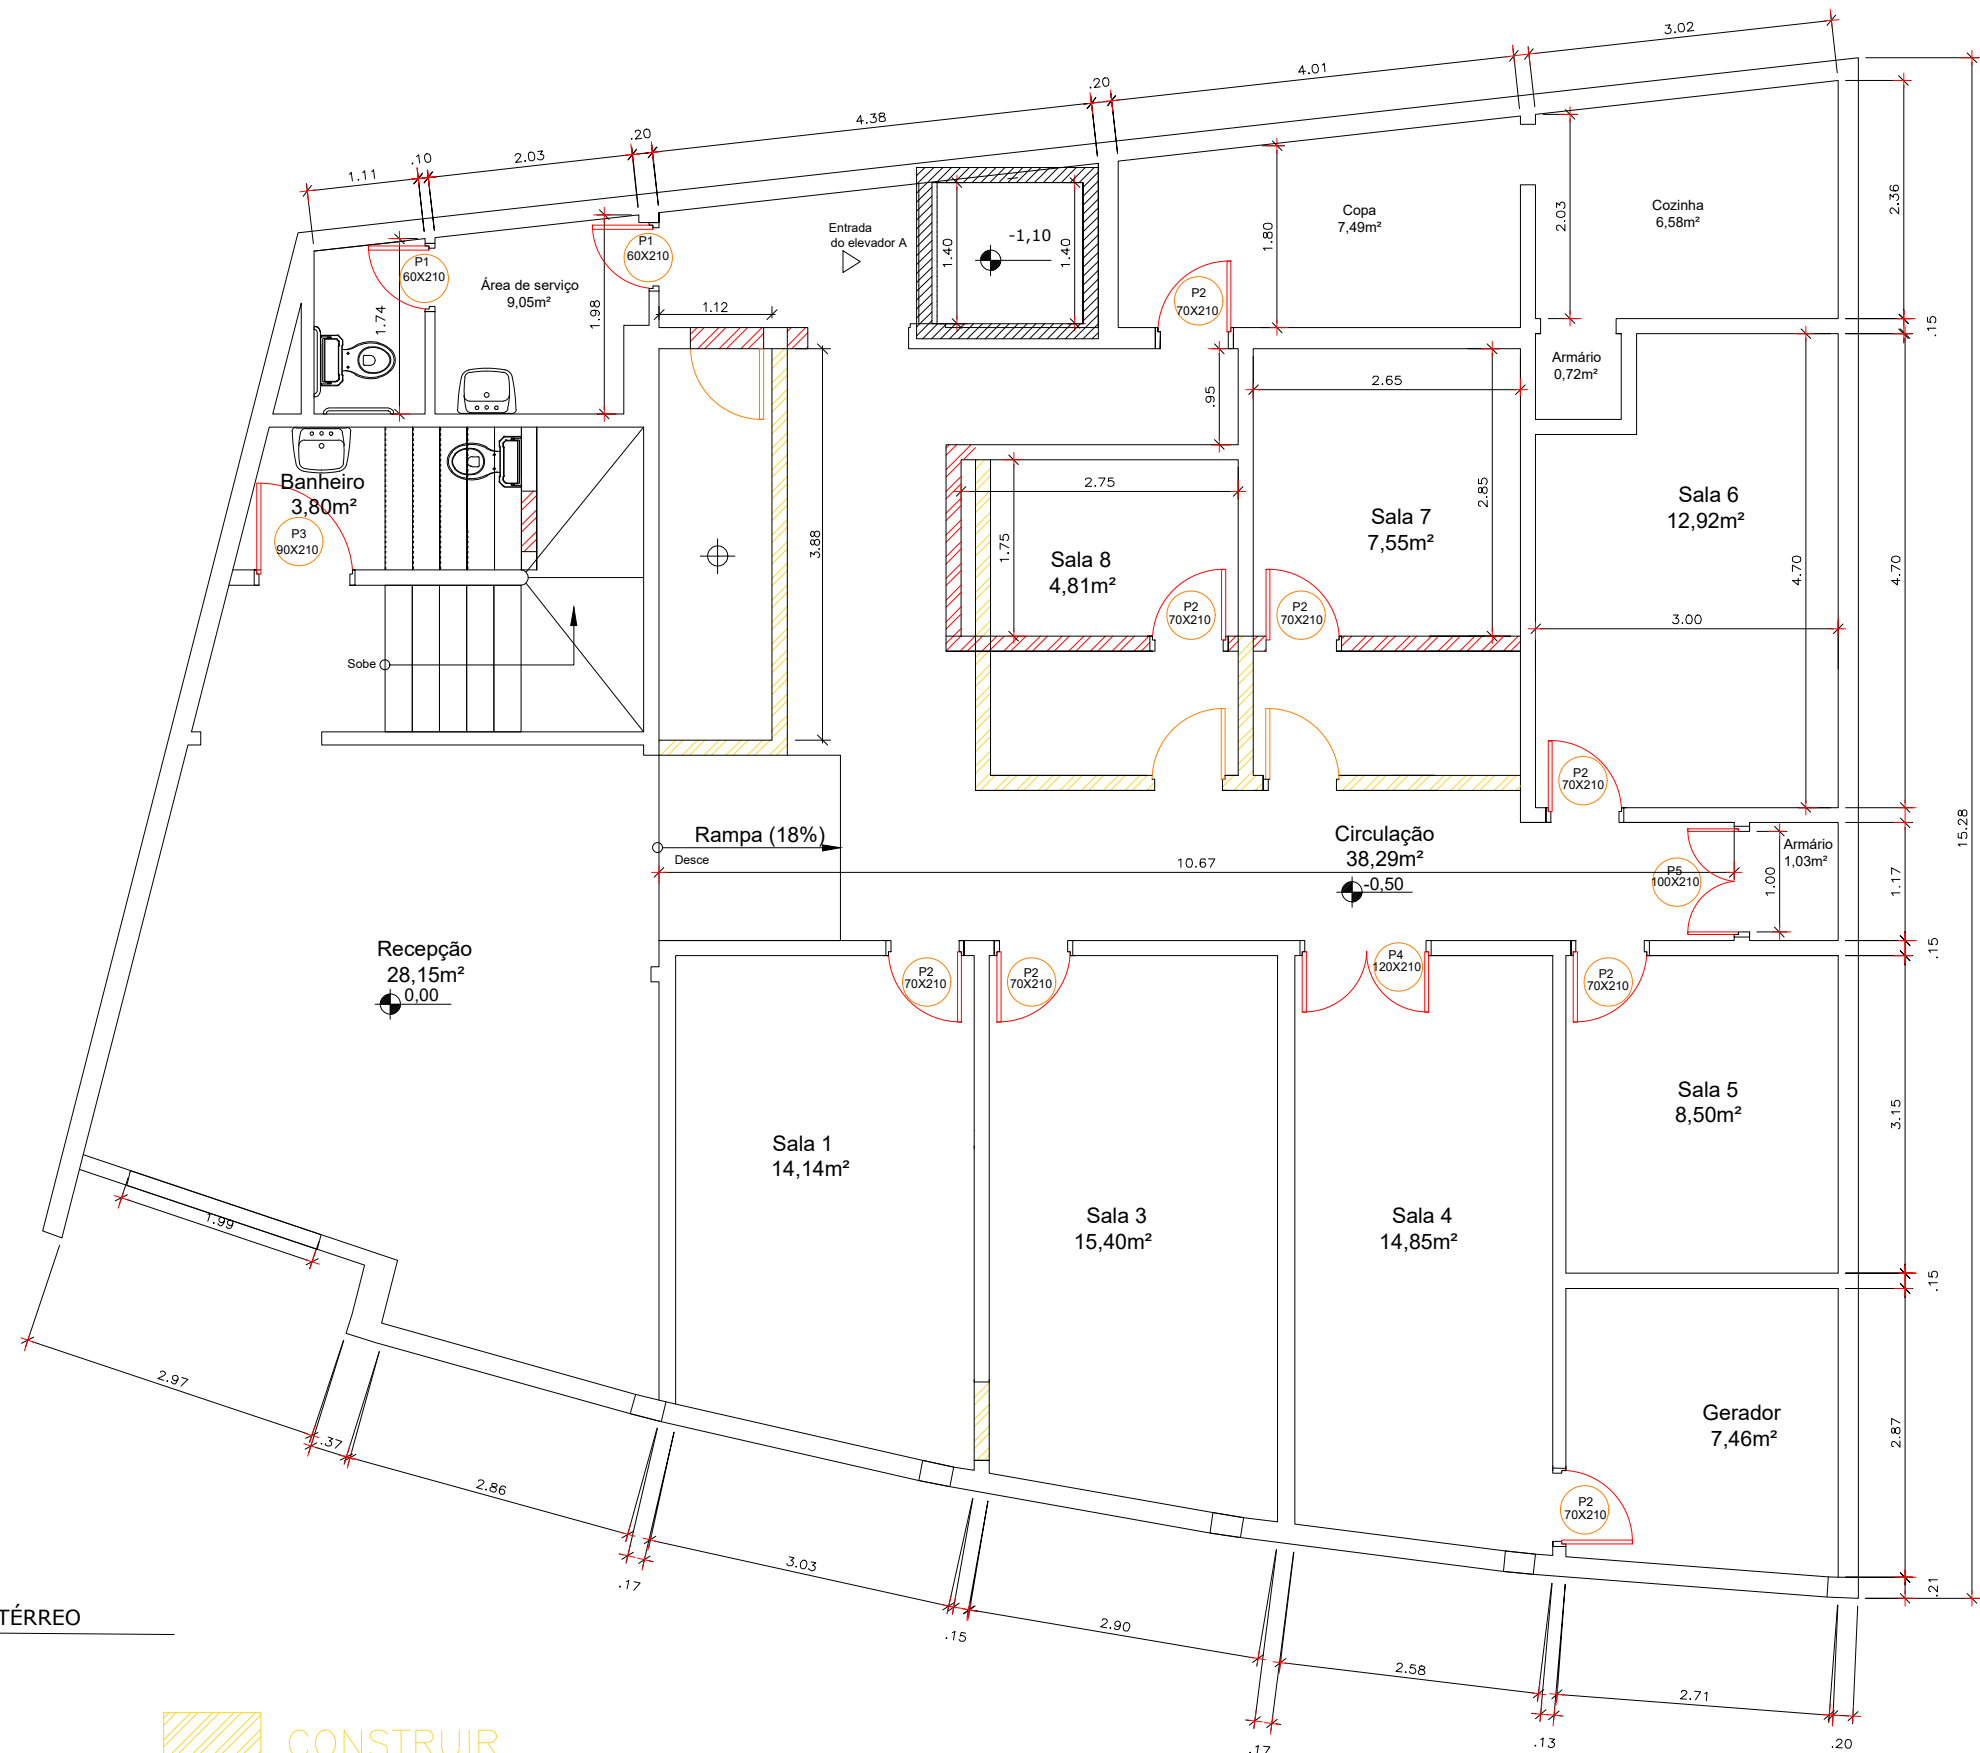 3.02
4.01
.20
4.38
.20
2.03
.10
1.11
P1
60X210
P1
60X210
Área de serviço
9,05m²
1.74
1.98
1.12
Entrada
do elevador A
1.40
-1,10
1.40
1.80
Copa
7,49m²
P2
70X210
2.03
Cozinha
6,58m²
2.36
.15
Armário
0,72m²
.95
2.65
2.85
Banheiro
3,80m²
P3
90X210
Sobe
3.88
2.75
1.75
Sala 8
4,81m²
P2
70X210
Sala 7
7,55m²
P2
70X210
Sala 6
12,92m²
4.70
4.70
3.00
P2
70X210
15.28
Rampa (18%)
Desce
10.67
Circulação
38,29m²
-0,50
P5
100X210
1.00
Armário
1,03m²
1.17
.15
Recepção
28,15m²
0,00
P2
70X210
P2
70X210
P4
120X210
P2
70X210
Sala 1
14,14m²
Sala 3
15,40m²
Sala 4
14,85m²
Sala 5
8,50m²
3.15
.15
Gerador
7,46m²
2.87
P2
70X210
.21
1.99
2.97
.37
2.86
.17
3.03
.15
2.90
.17
2.58
.13
2.71
.20
TÉRREO
CONSTRUIR